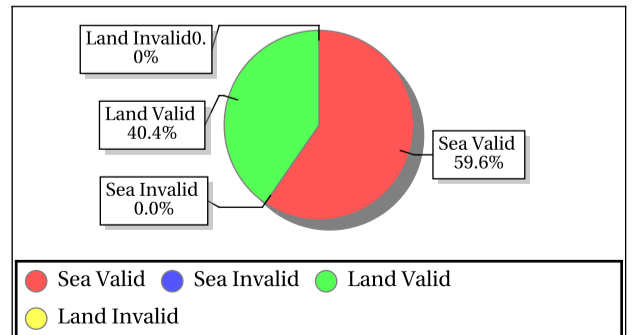 Land Invalid0.
0%
Land Valid
40.4%
Sea Valid
59.6%
Sea Invalid
0.0%
Sea Valid Sea Invalid Land Valid
Land Invalid